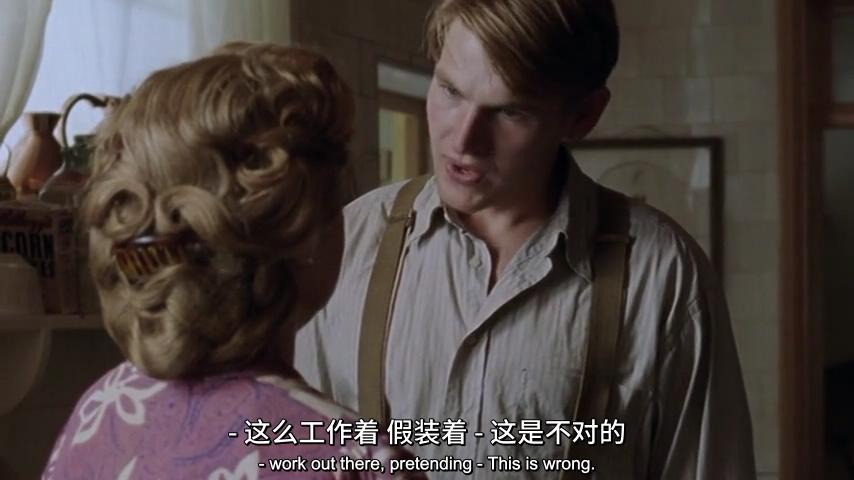 CORN
- 这么工作着 假装着 - 这是不对的
- work out there, pretending - This is wrong.